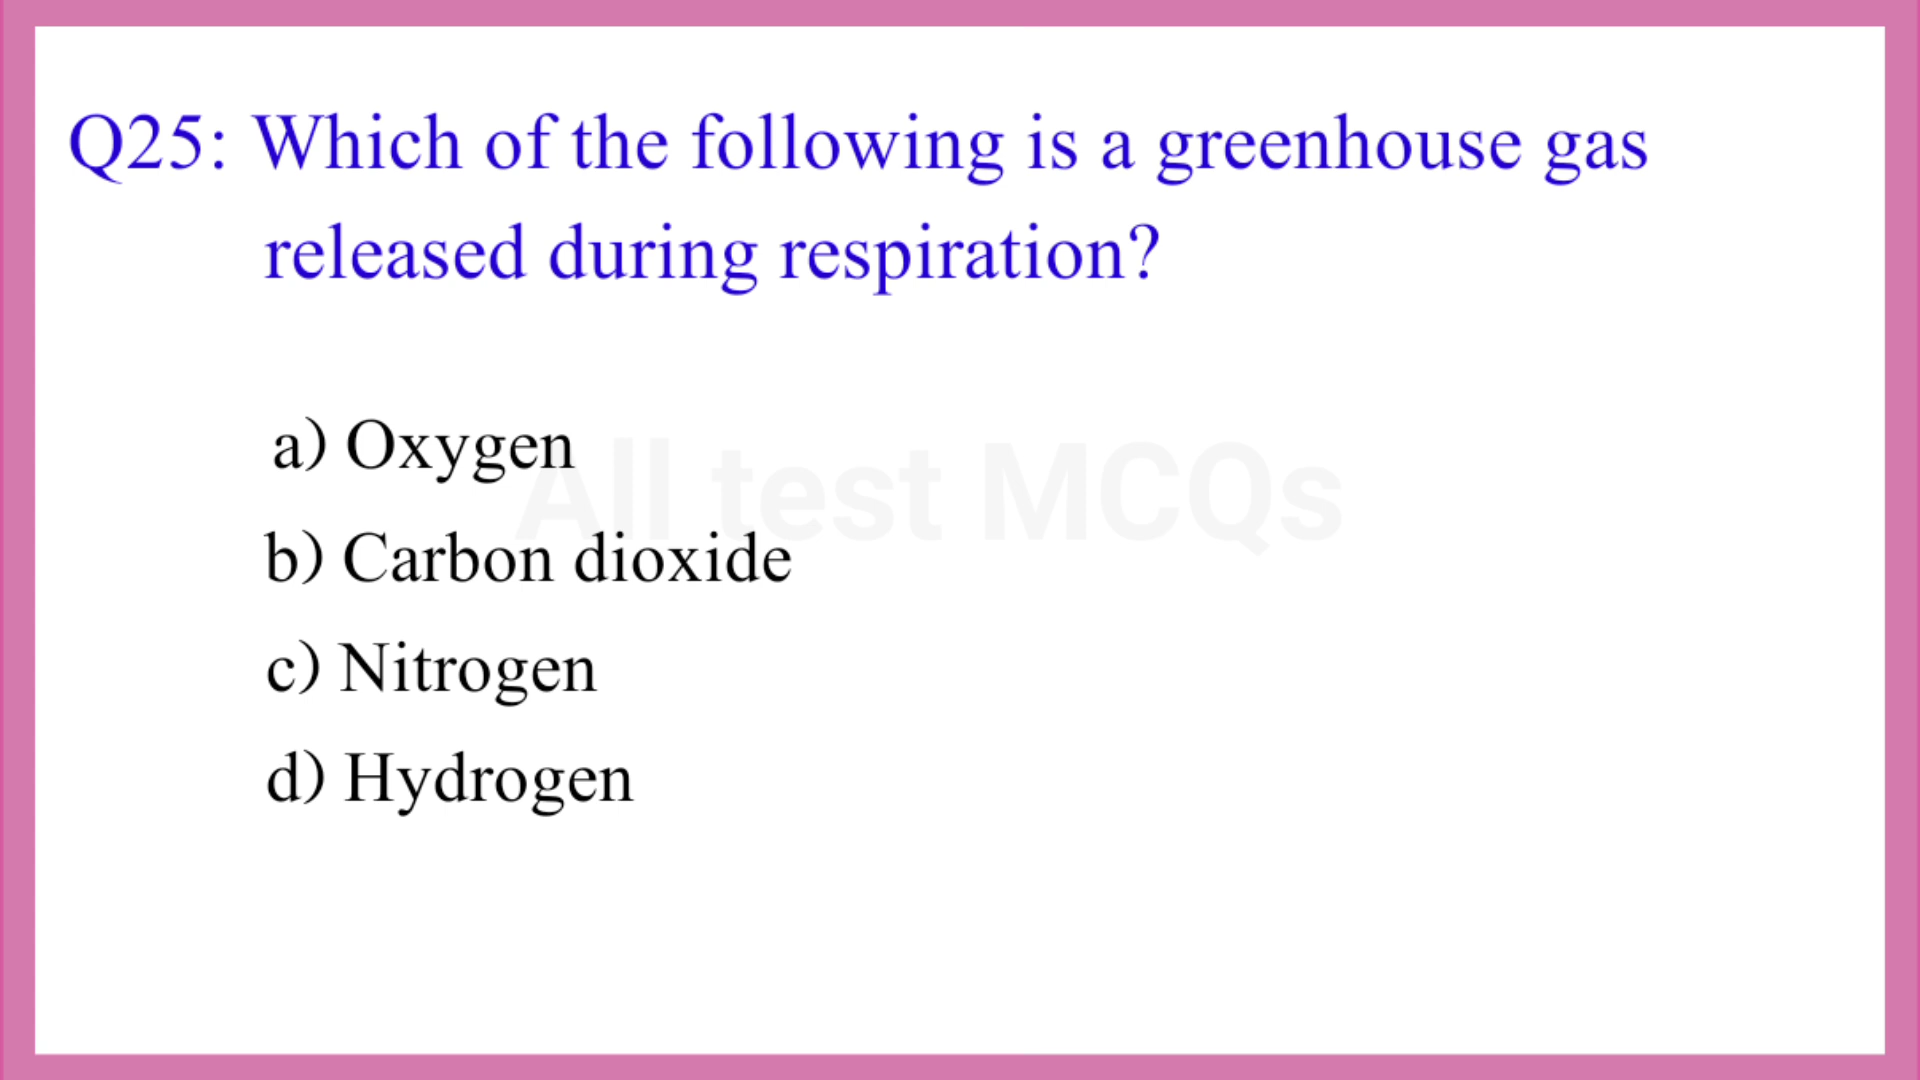 Q25: Which of the following is a greenhouse gas
released during respiration?
a) Oxygen
All test MCQs
b) Carbon dioxide
c) Nitrogen
d) Hydrogen